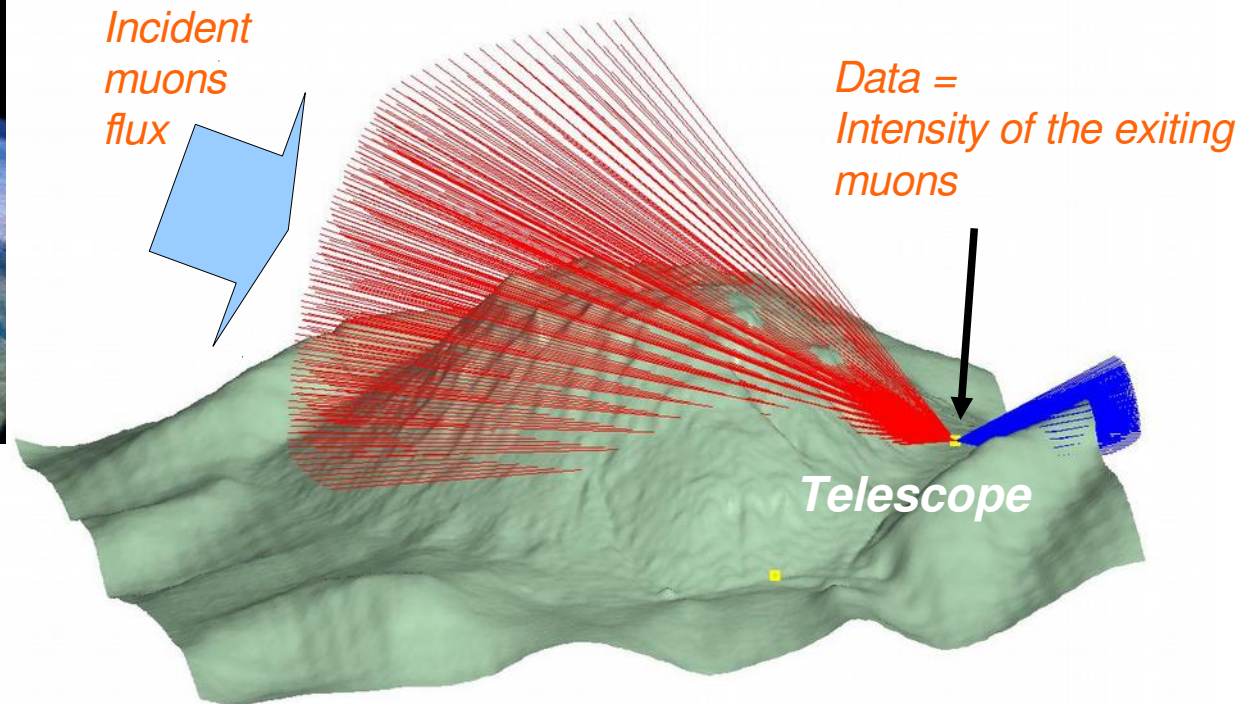 Incident
muons
flux
Data =
Intensity of the exiting
muons
Telescope